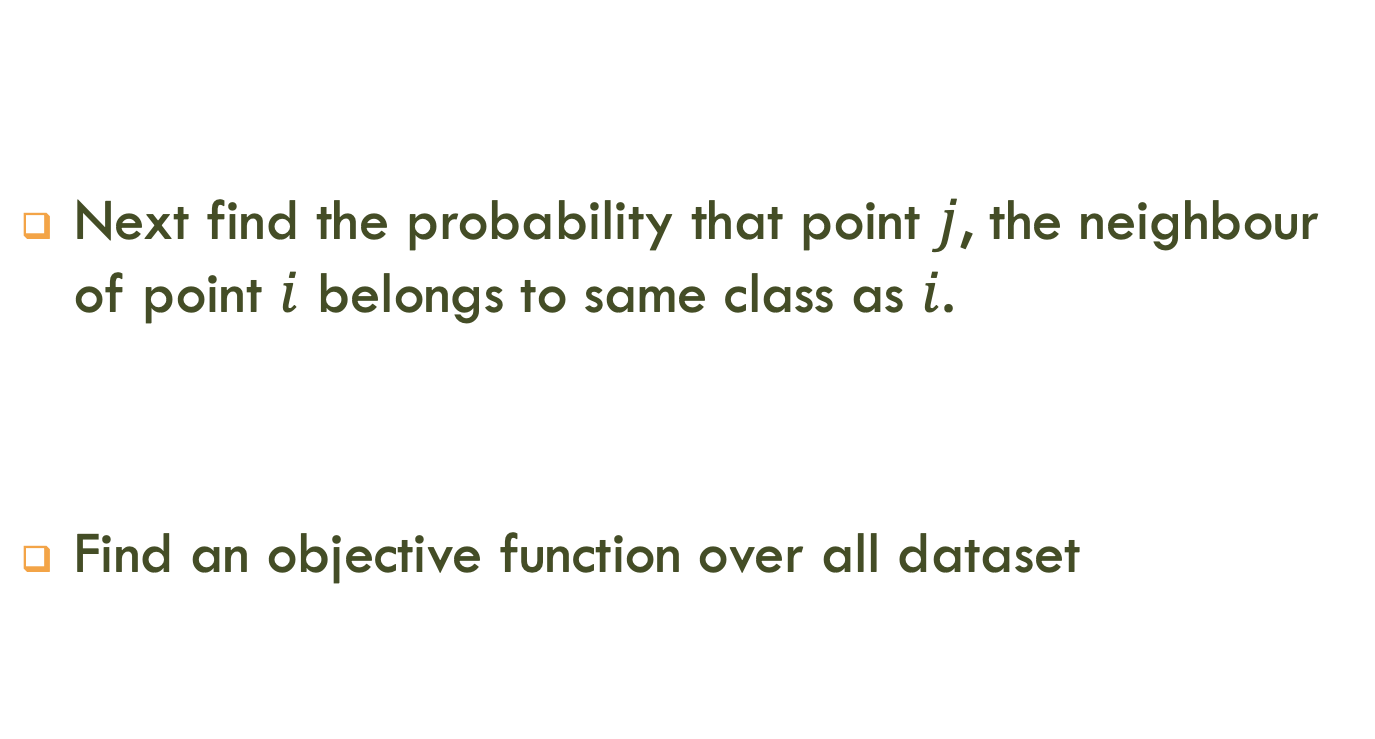 Next find the probability that point j, the neighbour
of point i belongs to same class as i.
Find an objective function over all dataset